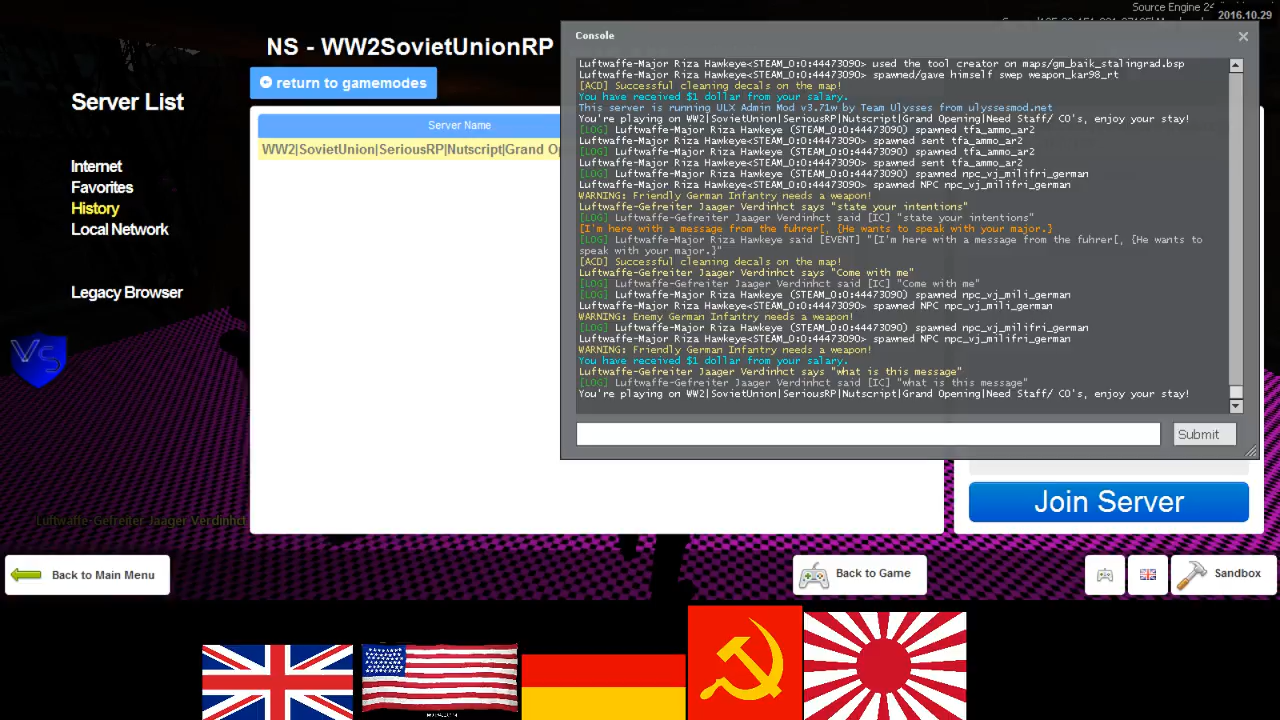 Source Engine 24
2016.10.29
NS - WW2SovietUnionRP
return to gamemodes
Server List
Internet
Favorites
History
Local Network
Legacy Browser
Server Name
WW2|SovietUnion|SeriousRP|Nutscript|Grand Op
Console
Luftwaffe-Major Riza Hawkeye<STEAM_0:0:44473090> used the tool creator on maps/gm_baik_stalingrad.bsp
Luftwaffe-Major Riza Hawkeye<STEAM_0:0:44473090> spawned/gave himself swep weapon_kar98_rt
[ACD] Successful cleaning decals on the map!
You have received $1 dollar from your salary.
This server is running ULX Admin Mod v3.71w by Team Ulysses from ulyssesmod.net
You're playing on WW2|SovietUnion|SeriousRP|Nutscript|Grand Opening|Need Staff/ CO's, enjoy your stay!
[LOG] Luftwaffe-Major Riza Hawkeye (STEAM_0:0:44473090) spawned tfa_ammo_ar2
Luftwaffe-Major Riza Hawkeye<STEAM_0:0:44473090> spawned sent tfa_ammo_ar2
[LOG] Luftwaffe-Major Riza Hawkeye (STEAM_0:0:44473090) spawned tfa_ammo_ar2
Luftwaffe-Major Riza Hawkeye<STEAM_0:0:44473090> spawned sent tfa_ammo_ar2
[LOG] Luftwaffe-Major Riza Hawkeye (STEAM_0:0:44473090) spawned npc_vj_milifri_german
Luftwaffe-Major Riza Hawkeye<STEAM_0:0:44473090> spawned NPC npc_vj_milifri_german
WARNING: Friendly German Infantry needs a weapon!
Luftwaffe-Gefreiter Jaager Verdinhct says "state your intentions"
[LOG] Luftwaffe-Gefreiter Jaager Verdinhct said [IC] "state your intentions"
[I'm here with a message from the fuhrer[, {He wants to speak with your major.}
[LOG] Luftwaffe-Major Riza Hawkeye said [EVENT] "[I'm here with a message from the fuhrer[, {He wants to
speak with your major.}"
[ACD] Successful cleaning decals on the map!
Luftwaffe-Gefreiter Jaager Verdinhct says "Come with me"
[LOG] Luftwaffe-Gefreiter Jaager Verdinhct said [IC] "Come with me"
[LOG] Luftwaffe-Major Riza Hawkeye (STEAM_0:0:44473090) spawned npc_vj_mili_german
Luftwaffe-Major Riza Hawkeye<STEAM_0:0:44473090> spawned NPC npc_vj_mili_german
WARNING: Enemy German Infantry needs a weapon!
[LOG] Luftwaffe-Major Riza Hawkeye (STEAM_0:0:44473090) spawned npc_vj_milifri_german
Luftwaffe-Major Riza Hawkeye<STEAM_0:0:44473090> spawned NPC npc_vj_milifri_german
WARNING: Friendly German Infantry needs a weapon!
You have received $1 dollar from your salary.
Luftwaffe-Gefreiter Jaager Verdinhct says "what is this message"
[LOG] Luftwaffe-Gefreiter Jaager Verdinhct said [IC] "what is this message"
You're playing on WW2|SovietUnion|SeriousRP|Nutscript|Grand Opening|Need Staff/ CO's, enjoy your stay!
Submit
Join Server
VS
Luftwaffe-Gefreiter Jaager Verdinhct
Back to Main Menu
Back to Game
Sandbox